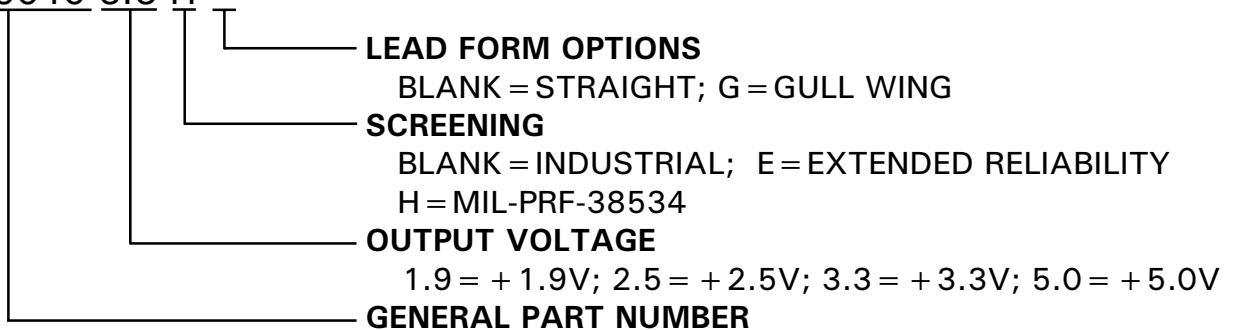 LEAD FORM OPTIONS
BLANK = STRAIGHT; G = GULL WING
SCREENING
BLANK = INDUSTRIAL; E = EXTENDED RELIABILITY
H = MIL-PRF-38534
OUTPUT VOLTAGE
1.9 = +1.9V; 2.5 = +2.5V; 3.3 = +3.3V; 5.0 = +5.0V
GENERAL PART NUMBER